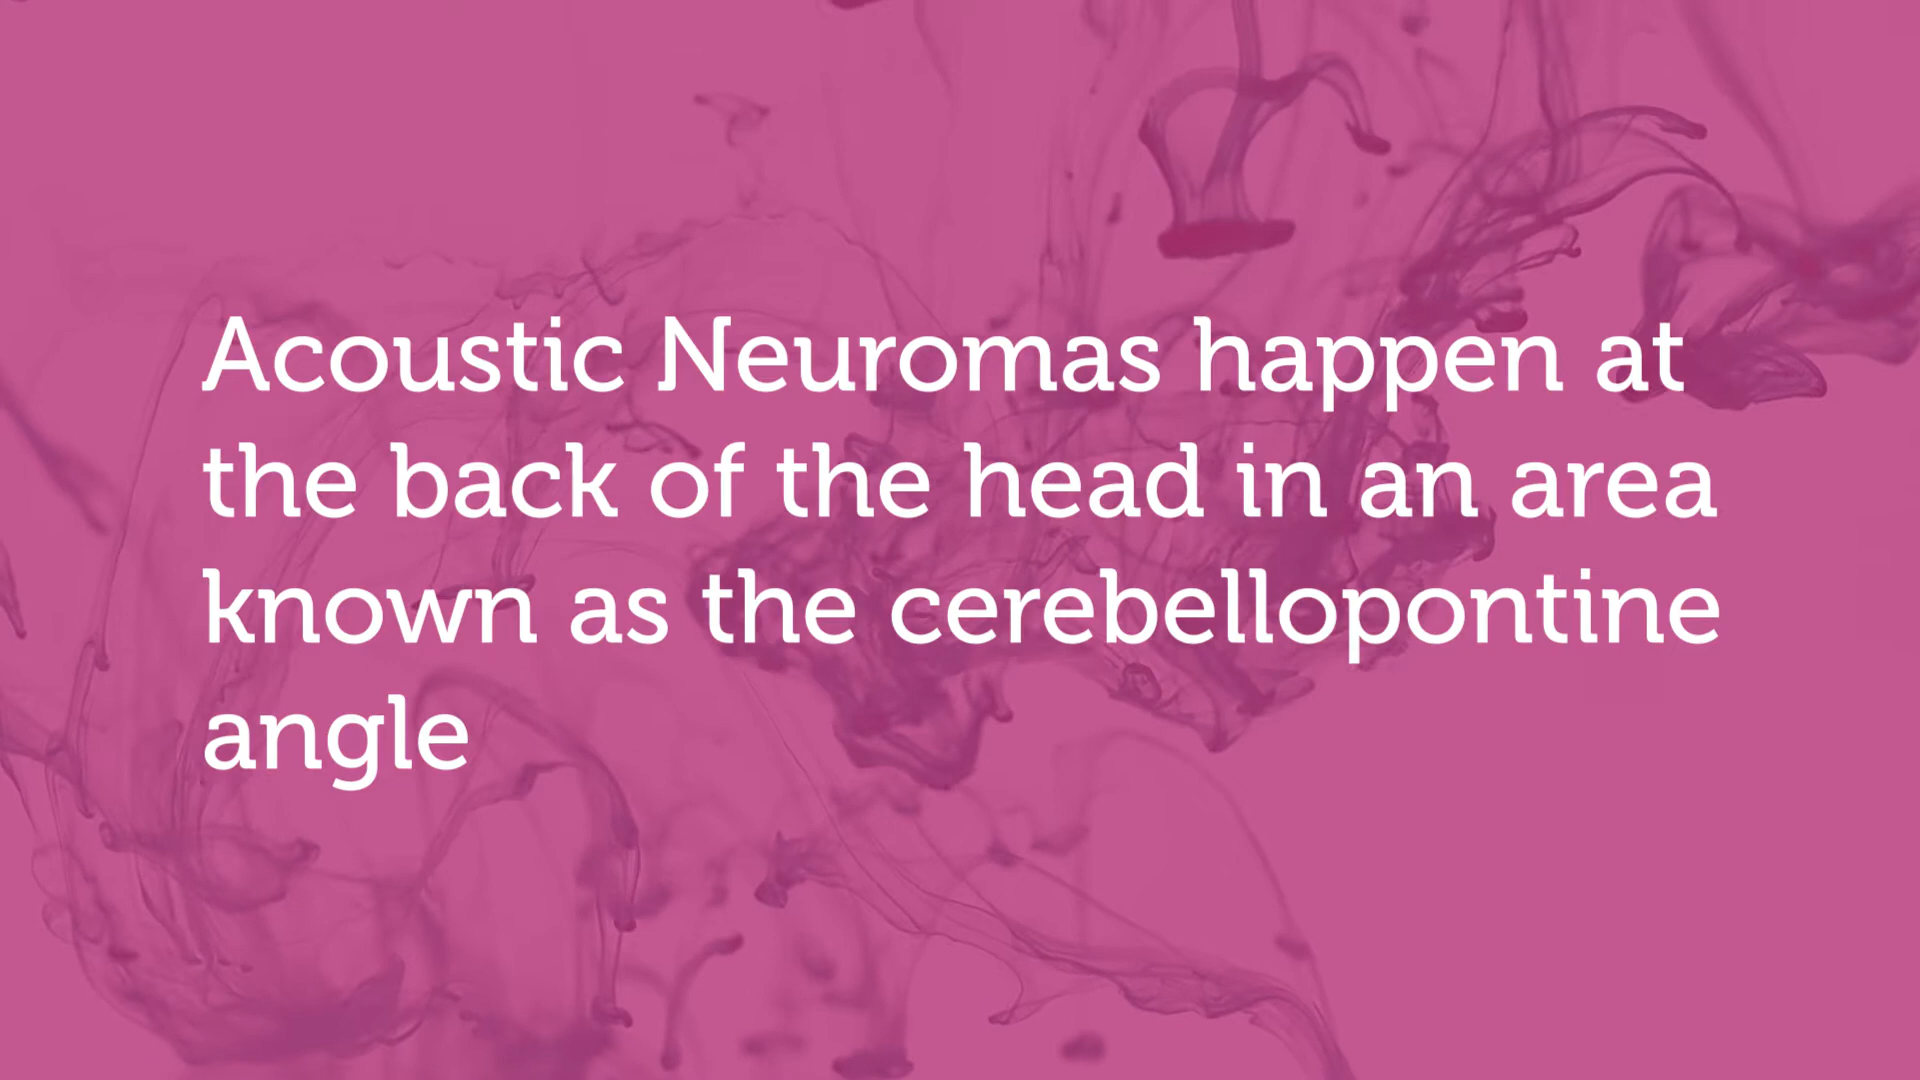 Acoustic Neuromas happen at
the back of the head in an area
known as the cerebellopontine
angle